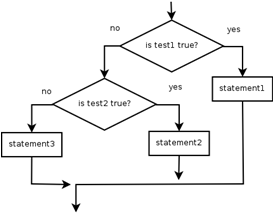 no
yes
is test1 true?
no
yes
statement1
is test2 true?
statement3
statement2